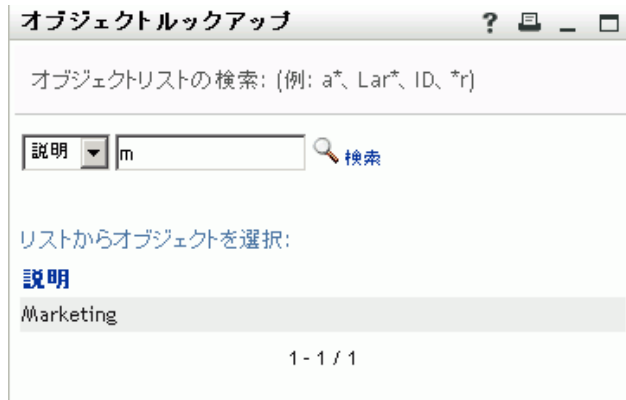 オブジェクトルックアップ ?
オブジェクトリストの検索: (例: a*、Lar*、ID、*r)
説明 m 検索
リストからオブジェクトを選択:
説明
Marketing
1 - 1 / 1